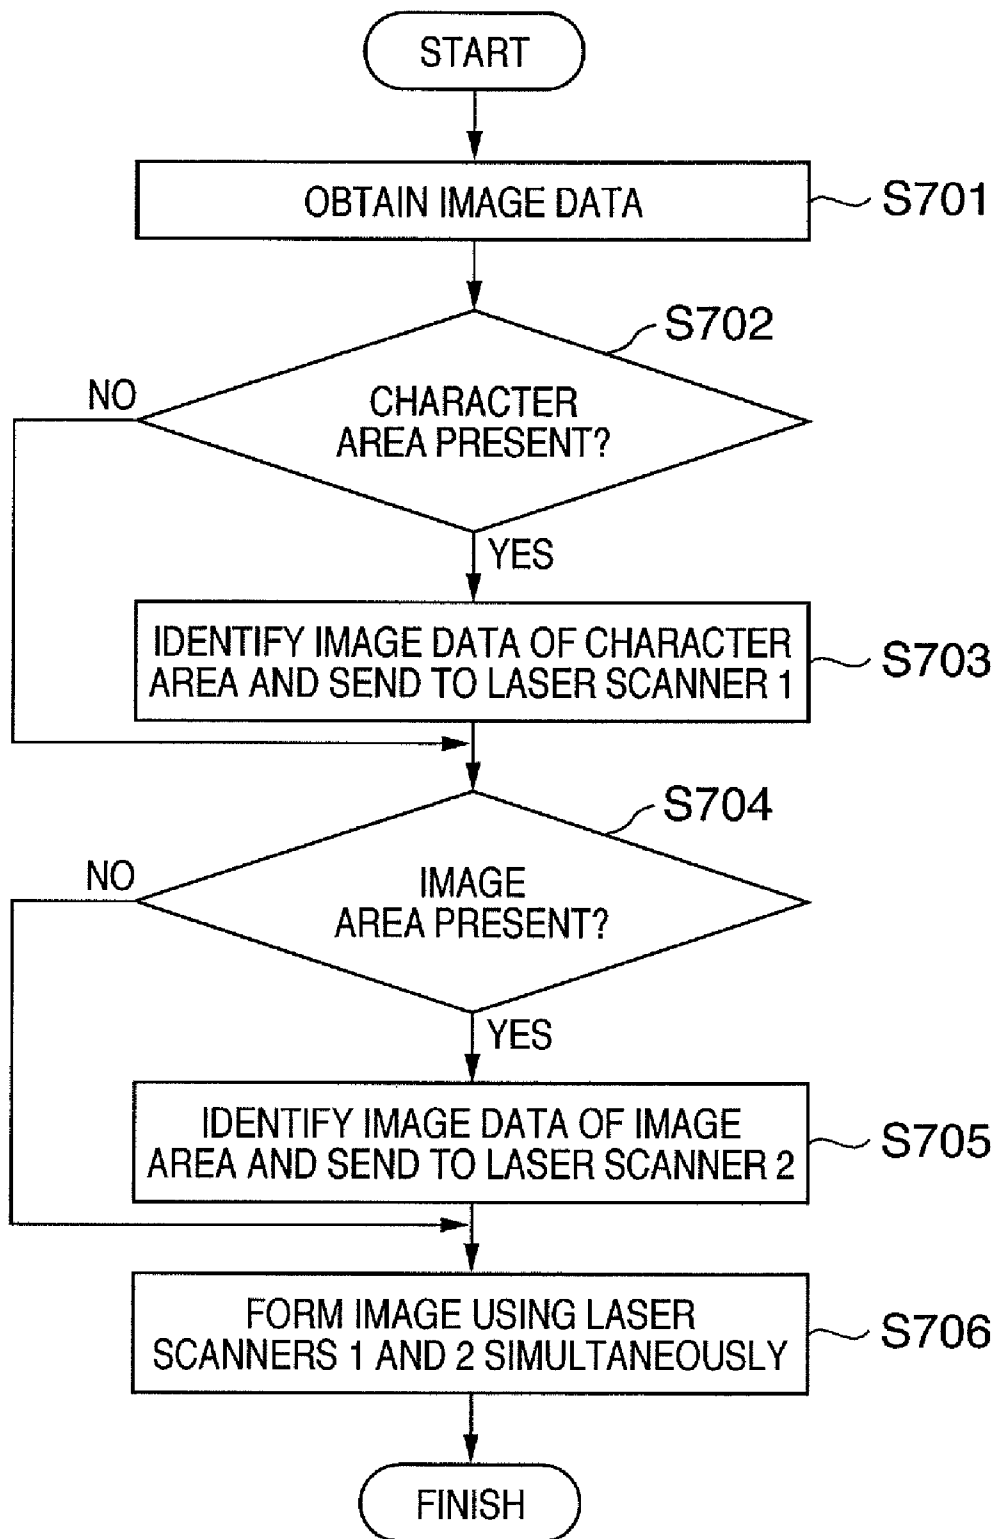 START
OBTAIN IMAGE DATA
S701
S702
NO
CHARACTER
AREA PRESENT?
YES
IDENTIFY IMAGE DATA OF CHARACTER
AREA AND SEND TO LASER SCANNER 1
S703
S704
NO
IMAGE
AREA PRESENT?
YES
IDENTIFY IMAGE DATA OF IMAGE
AREA AND SEND TO LASER SCANNER 2
S705
FORM IMAGE USING LASER
SCANNERS 1 AND 2 SIMULTANEOUSLY
S706
FINISH